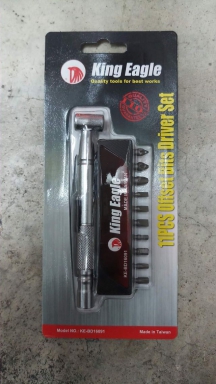 King Eagle
Quality tools for best works
11PCS Offset Bits Driver Set
King Eagle
Made in Taiwan